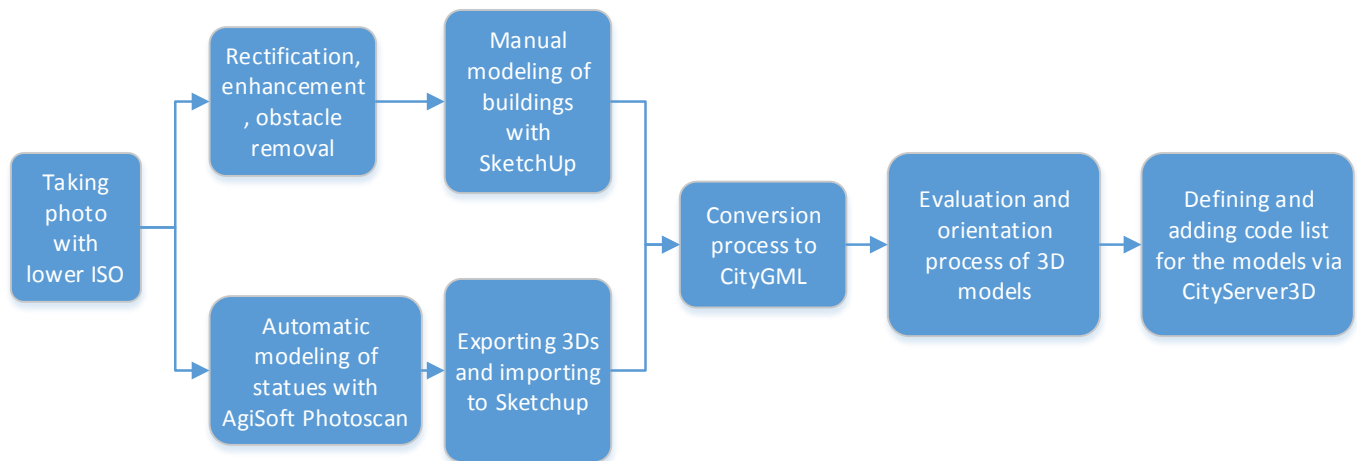 Taking
photo
with
lower ISO
Rectification,
enhancement
, obstacle
removal
Manual
modeling of
buildings
with
SketchUp
Automatic
modeling of
statues with
AgiSoft Photoscan
Exporting 3Ds
and importing
to Sketchup
Conversion
process to
CityGML
Evaluation and
orientation
process of 3D
models
Defining and
adding code list
for the models via
CityServer3D